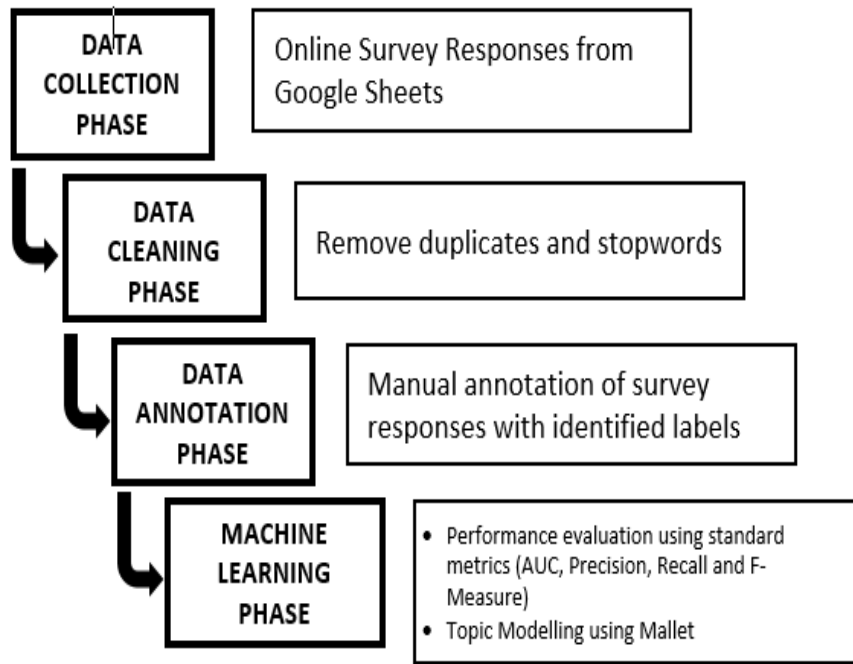 DATA
COLLECTION
PHASE
Online Survey Responses from
Google Sheets
DATA
CLEANING
PHASE
Remove duplicates and stopwords
DATA
ANNOTATION
PHASE
Manual annotation of survey
responses with identified labels
MACHINE
LEARNING
PHASE
• Performance evaluation using standard
metrics (AUC, Precision, Recall and F-
Measure)
• Topic Modelling using Mallet